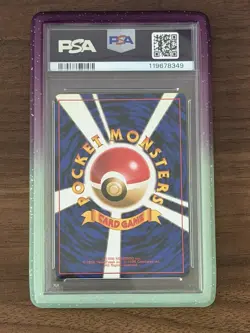 PSA
PSA
119678349
POCKET MONSTERS
CARD GAME